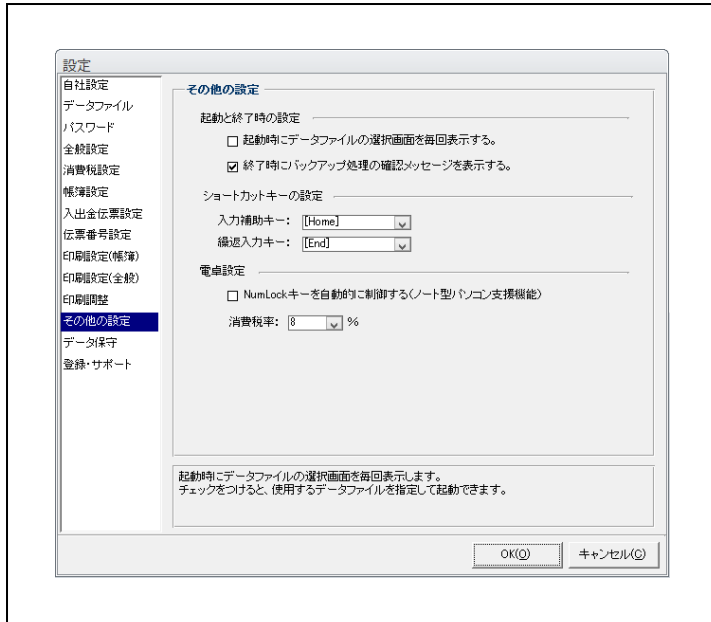 設定
自社設定
データファイル
パスワード
全般設定
消費税設定
帳簿設定
入出金伝票設定
伝票番号設定
印刷設定(帳簿)
印刷設定(全般)
印刷調整
その他の設定
データ保守
登録・サポート
その他の設定
起動と終了時の設定
起動時にデータファイルの選択画面を毎回表示する。
終了時にバックアップ処理の確認メッセージを表示する。
ショートカットキーの設定
入力補助キー: [Home]
繰返入力キー: [End]
電卓設定
NumLockキーを自動的に制御する(ノート型パソコン支援機能)
消費税率: 8 %
起動時にデータファイルの選択画面を毎回表示します。
チェックをつけると、使用するデータファイルを指定して起動できます。
OK(O) キャンセル(C)